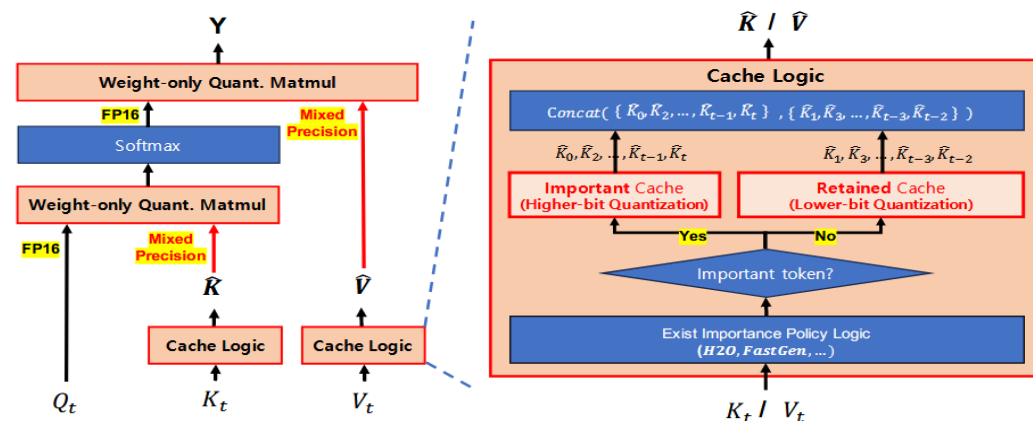 Y
Weight-only Quant. Matmul
FP16
Mixed
Precision
Softmax
Weight-only Quant. Matmul
FP16
Mixed
Precision
K̂
V̂
Cache Logic
Cache Logic
Q_t
K_t
V_t
K̂ / V̂
Cache Logic
Concat( { K̄_0, K̄_2, ..., K̄_{t-1}, K̄_t } , { K̃_1, K̃_3, ..., K̃_{t-3}, K̃_{t-2} } )
K̄_0, K̄_2, ..., K̄_{t-1}, K̄_t
K̃_1, K̃_3, ..., K̃_{t-3}, K̃_{t-2}
Important Cache
(Higher-bit Quantization)
Retained Cache
(Lower-bit Quantization)
Yes
No
Important token?
Exist Importance Policy Logic
(H2O, FastGen, ...)
K_t / V_t